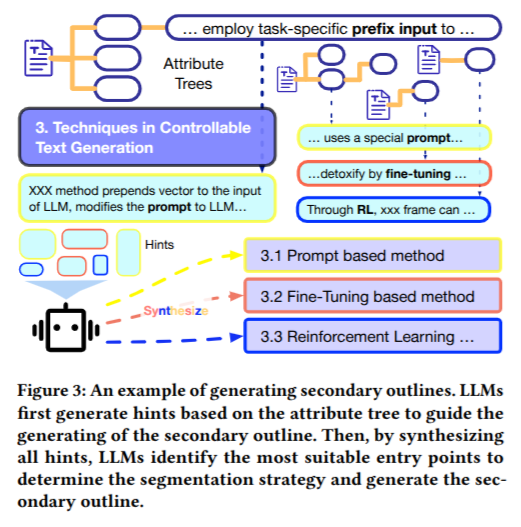 ... employ task-specific prefix input to ...
Attribute
Trees
3. Techniques in Controllable
Text Generation
... uses a special prompt...
...detoxify by fine-tuning ...
Through RL, xxx frame can ...
XXX method prepends vector to the input
of LLM, modifies the prompt to LLM...
Hints
Synthesize
3.1 Prompt based method
3.2 Fine-Tuning based method
3.3 Reinforcement Learning ...
Figure 3: An example of generating secondary outlines. LLMs
first generate hints based on the attribute tree to guide the
generating of the secondary outline. Then, by synthesizing
all hints, LLMs identify the most suitable entry points to
determine the segmentation strategy and generate the sec-
ondary outline.